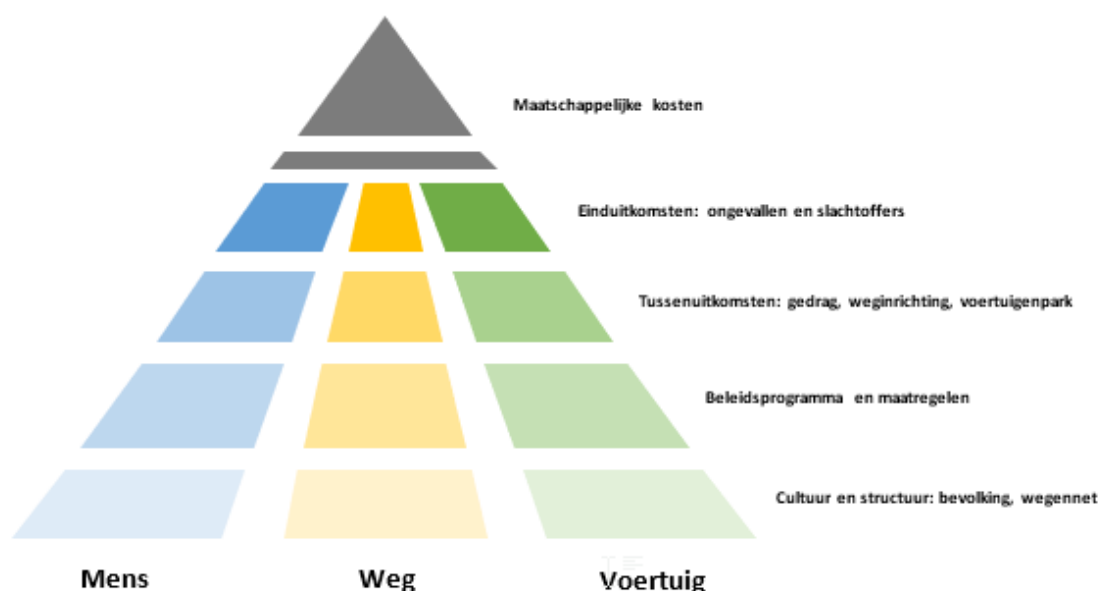 Maatschappelijke kosten
Einduitkomsten: ongevallen en slachtoffers
Tussenuitkomsten: gedrag, weginrichting, voertuigenpark
Beleidsprogramma en maatregelen
Cultuur en structuur: bevolking, wegennet
Mens Weg Voertuig